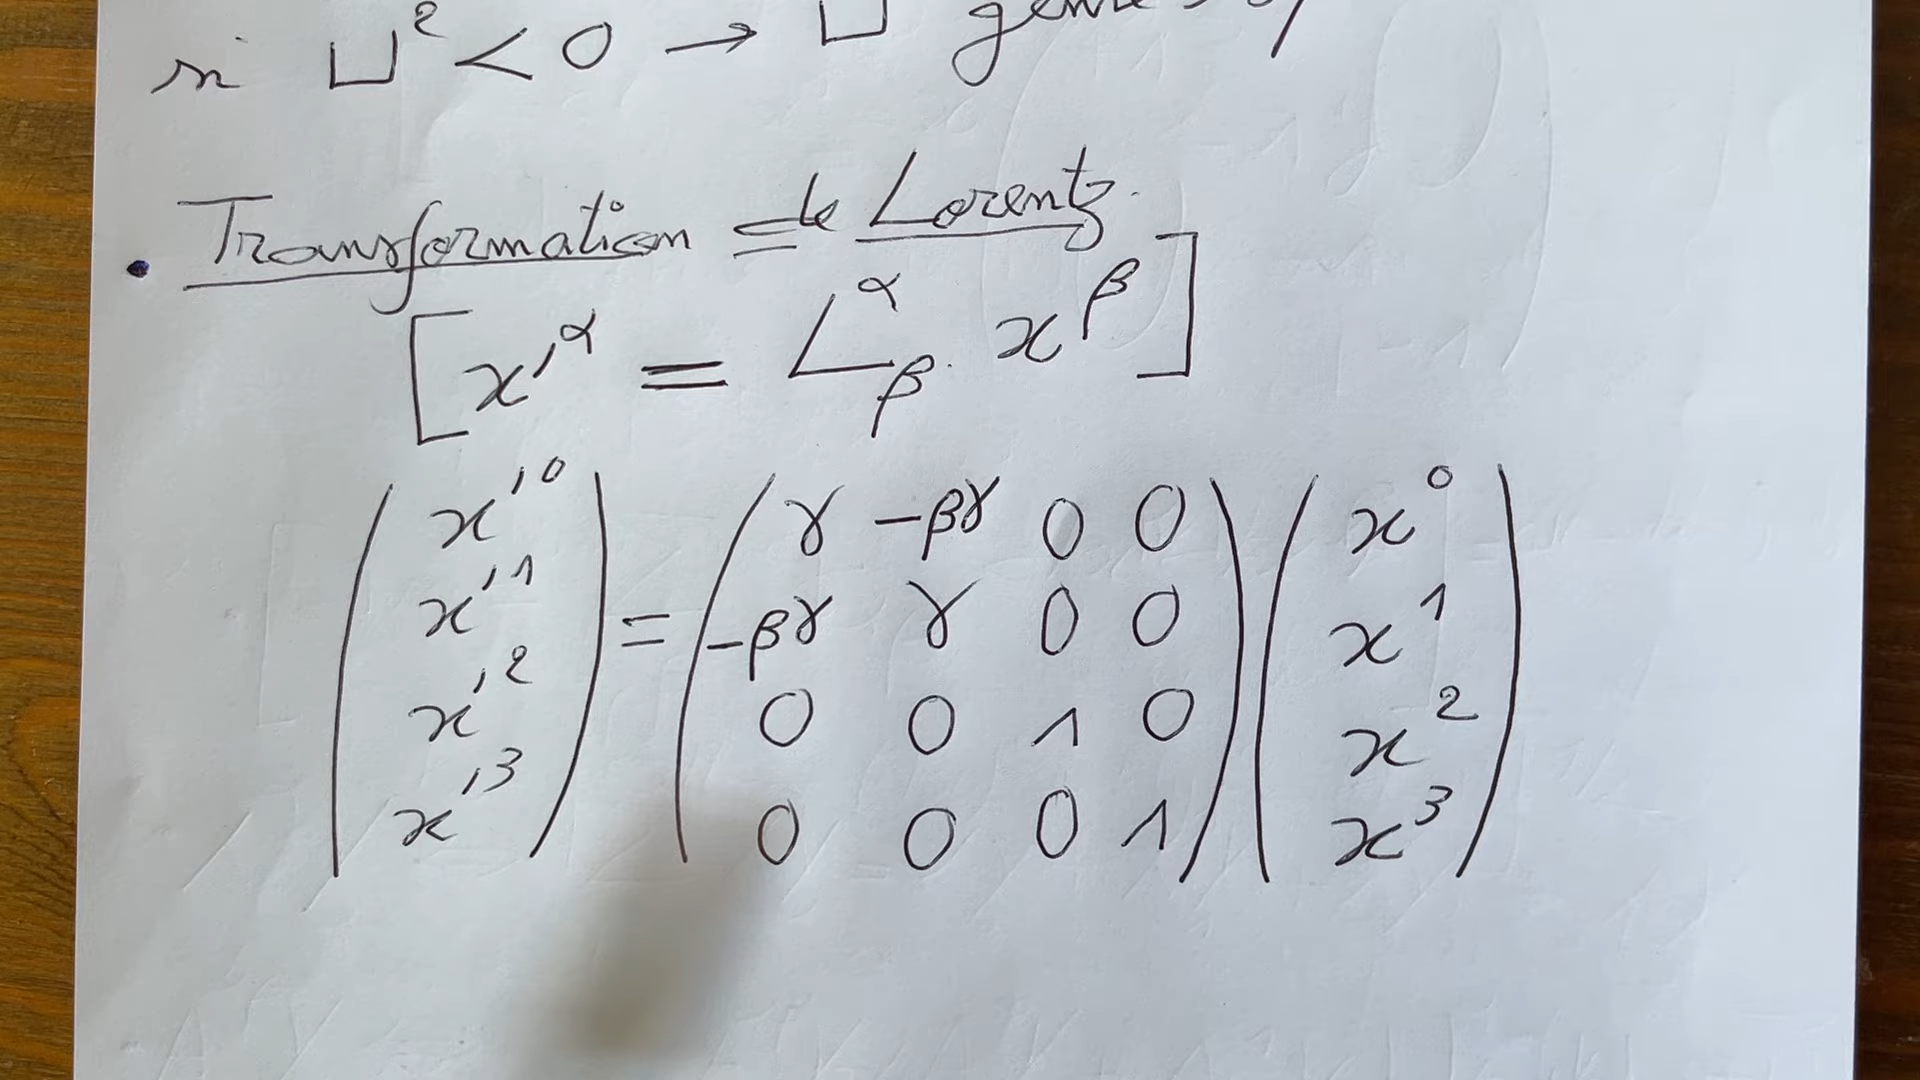 si ⊔² < 0 → ⊔ genre
• Transformation de Lorentz.
[x'^α = L^α_β x^β]
(x'^0) = (γ -βγ 0 0) (x^0)
(x'^1) (-βγ γ 0 0) (x^1)
(x'^2) (0 0 1 0) (x^2)
(x'^3) (0 0 0 1) (x^3)